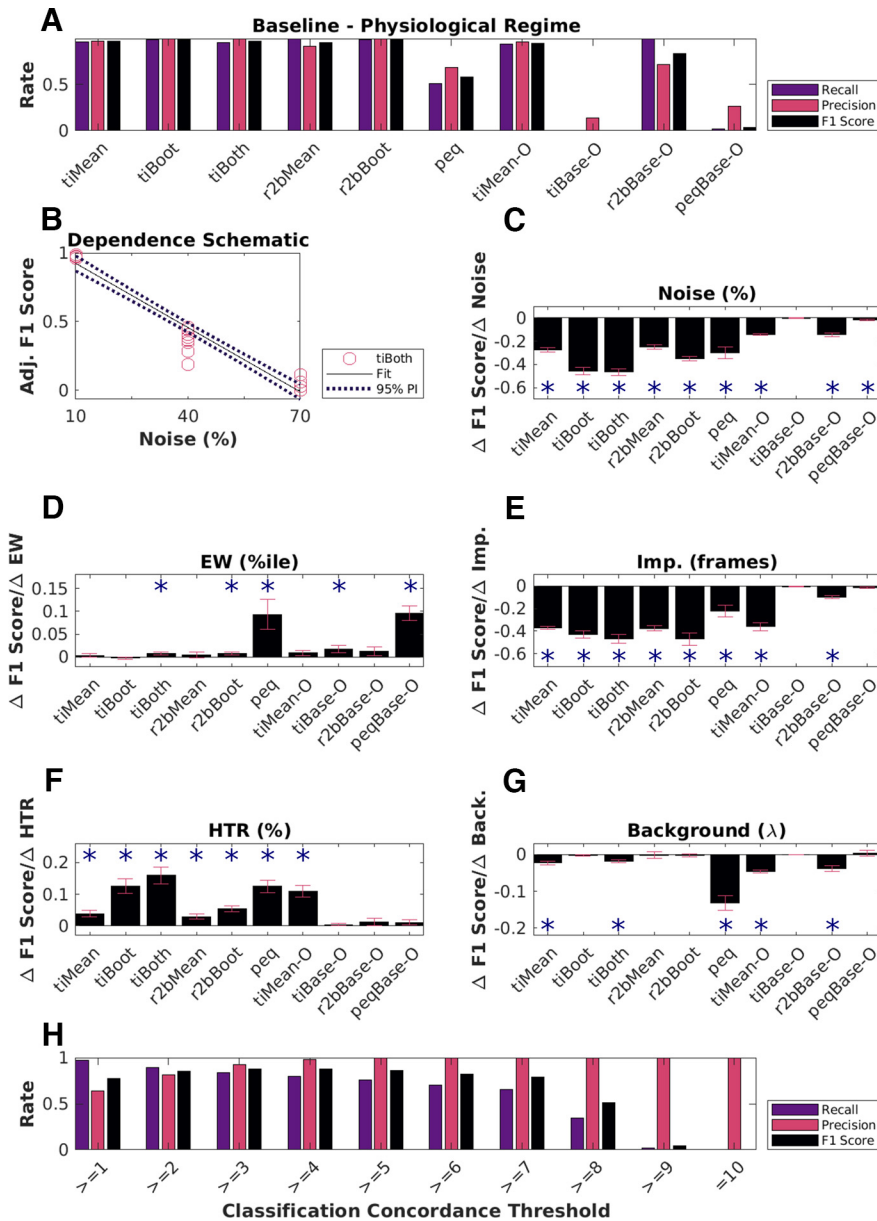 A
Baseline - Physiological Regime
Rate
0.5
0
tiMean
tiBoot
tiBoth
r2bMean
r2bBoot
peq
tiMean-O
tiBase-O
r2bBase-O
peqBase-O
Recall
Precision
F1 Score
B
Dependence Schematic
Adj. F1 Score
1
0.5
0
10
40
70
Noise (%)
tiBoth
Fit
95% PI
C
Noise (%)
Δ F1 Score/Δ Noise
0
-0.2
-0.4
-0.6
* * * * * * * * *
tiMean
tiBoot
tiBoth
r2bMean
r2bBoot
peq
tiMean-O
tiBase-O
r2bBase-O
peqBase-O
D
EW (%ile)
Δ F1 Score/Δ EW
0.15
0.1
0.05
0
* * * * *
tiMean
tiBoot
tiBoth
r2bMean
r2bBoot
peq
tiMean-O
tiBase-O
r2bBase-O
peqBase-O
E
Imp. (frames)
Δ F1 Score/Δ Imp.
0
-0.2
-0.4
-0.6
* * * * * * * *
tiMean
tiBoot
tiBoth
r2bMean
r2bBoot
peq
tiMean-O
tiBase-O
r2bBase-O
peqBase-O
F
HTR (%)
Δ F1 Score/Δ HTR
0.2
0.1
0
* * * * * * *
tiMean
tiBoot
tiBoth
r2bMean
r2bBoot
peq
tiMean-O
tiBase-O
r2bBase-O
peqBase-O
G
Background (λ)
Δ F1 Score/Δ Back.
0
-0.1
-0.2
* * * * *
tiMean
tiBoot
tiBoth
r2bMean
r2bBoot
peq
tiMean-O
tiBase-O
r2bBase-O
peqBase-O
H
Rate
1
0.5
0
>=1
>=2
>=3
>=4
>=5
>=6
>=7
>=8
>=9
=10
Classification Concordance Threshold
Recall
Precision
F1 Score